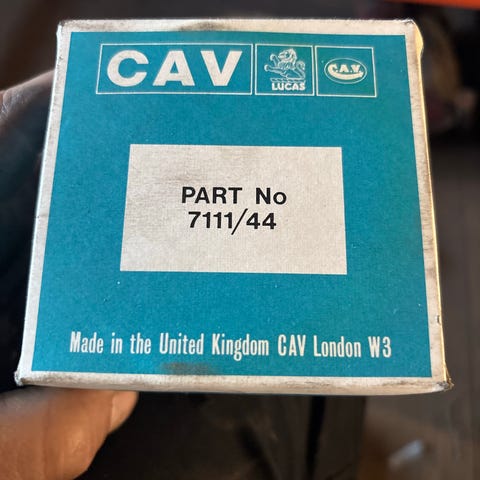 CAV
LUCAS
C.A.V.
PART No
7111/44
Made in the United Kingdom CAV London W3